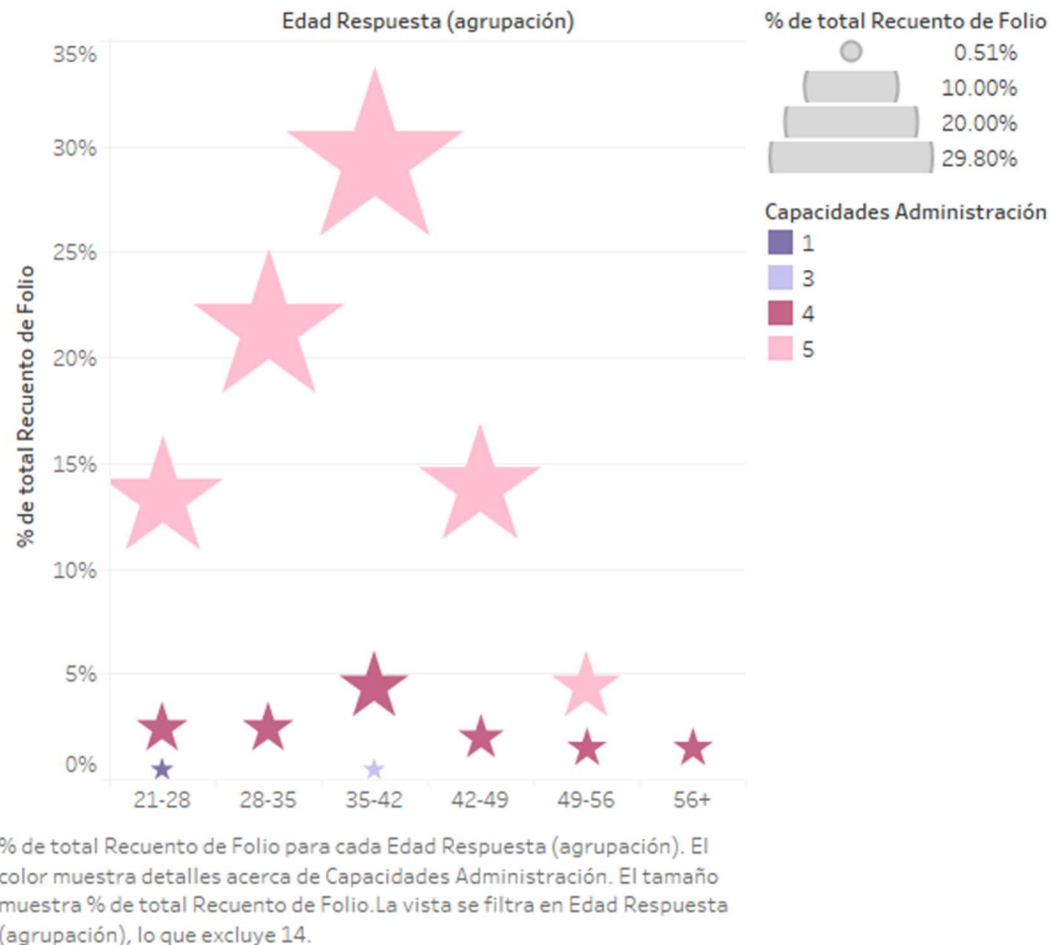 Edad Respuesta (agrupación)
% de total Recuento de Folio
35%
30%
25%
20%
15%
10%
5%
0%
21-28
28-35
35-42
42-49
49-56
56+
% de total Recuento de Folio
0.51%
10.00%
20.00%
29.80%
Capacidades Administración
1
3
4
5
% de total Recuento de Folio para cada Edad Respuesta (agrupación). El
color muestra detalles acerca de Capacidades Administración. El tamaño
muestra % de total Recuento de Folio.La vista se filtra en Edad Respuesta
(agrupación), lo que excluye 14.